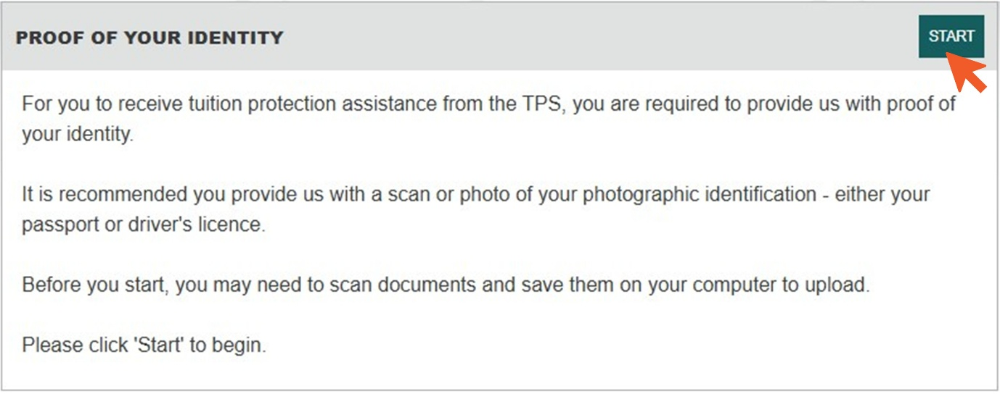 PROOF OF YOUR IDENTITY
START
For you to receive tuition protection assistance from the TPS, you are required to provide us with proof of
your identity.
It is recommended you provide us with a scan or photo of your photographic identification - either your
passport or driver's licence.
Before you start, you may need to scan documents and save them on your computer to upload.
Please click 'Start' to begin.